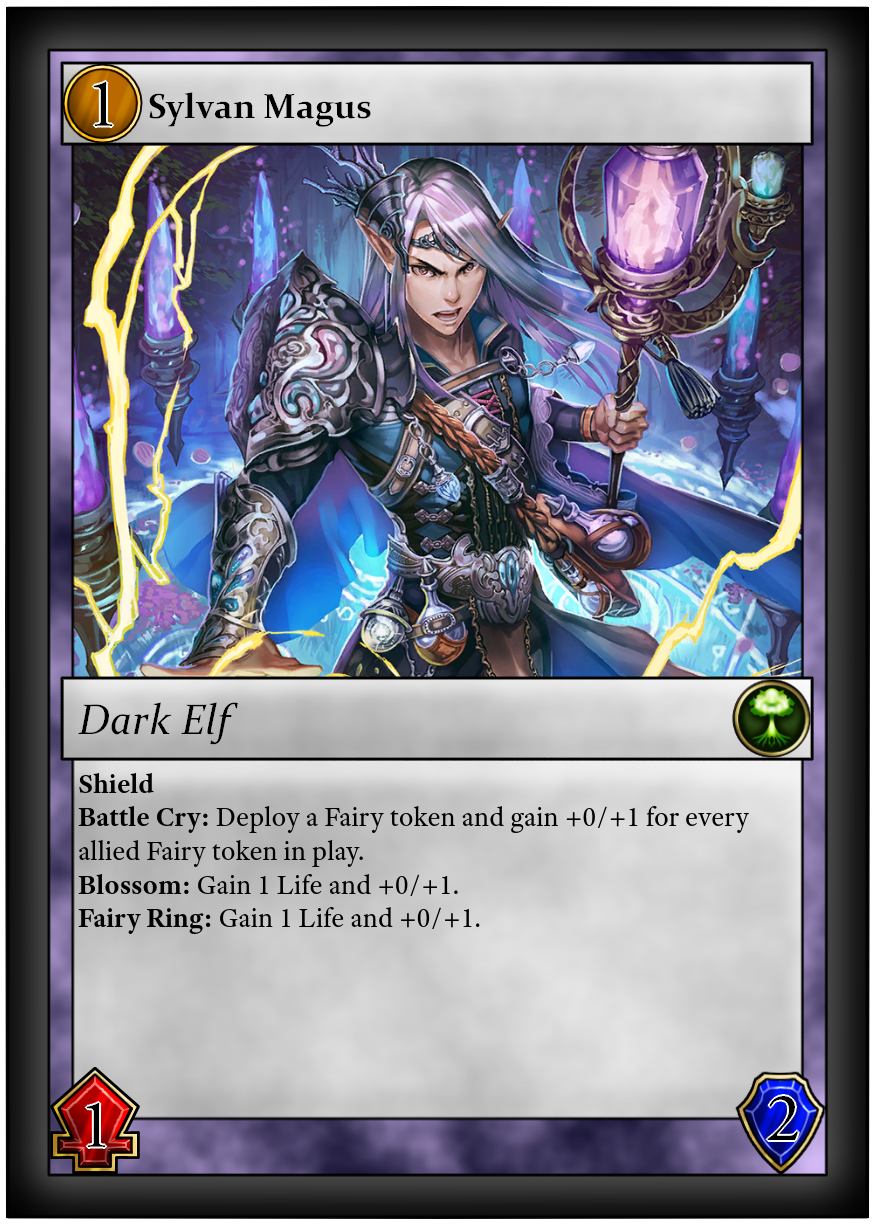 1 Sylvan Magus
Dark Elf
Shield
Battle Cry: Deploy a Fairy token and gain +0/+1 for every
allied Fairy token in play.
Blossom: Gain 1 Life and +0/+1.
Fairy Ring: Gain 1 Life and +0/+1.
1
2